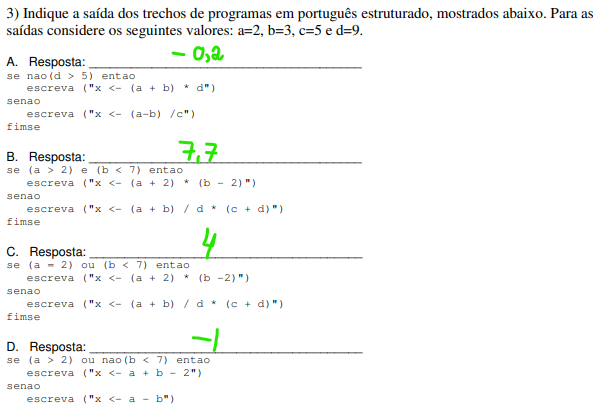 3) Indique a saída dos trechos de programas em português estruturado, mostrados abaixo. Para as
saídas considere os seguintes valores: a=2, b=3, c=5 e d=9.
A. Resposta: - 0,2
se nao(d > 5) entao
escreva ("x <- (a + b) * d")
senao
escreva ("x <- (a-b) /c")
fimse
B. Resposta: 7,7
se (a > 2) e (b < 7) entao
escreva ("x <- (a + 2) * (b - 2)")
senao
escreva ("x <- (a + b) / d * (c + d)")
fimse
C. Resposta: 4
se (a = 2) ou (b < 7) entao
escreva ("x <- (a + 2) * (b -2)")
senao
escreva ("x <- (a + b) / d * (c + d)")
fimse
D. Resposta: -1
se (a > 2) ou nao(b < 7) entao
escreva ("x <- a + b - 2")
senao
escreva ("x <- a - b")